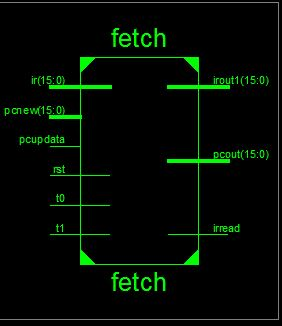 fetch
ir(15:0)
irout1(15:0)
pcnew(15:0)
pcupdata
pcout(15:0)
rst
t0
t1
irread
fetch